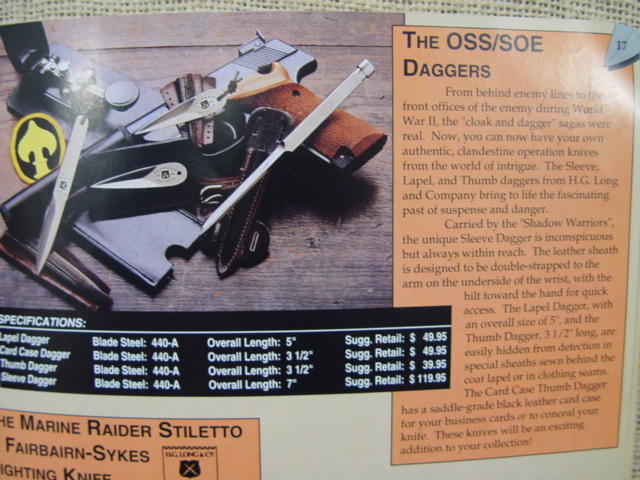 17
THE OSS/SOE
DAGGERS
From behind enemy lines to the
front offices of the enemy during World
War II, the "cloak and dagger" sagas were
real. Now, you can now have your own
authentic, clandestine operation knives
from the world of intrigue. The Sleeve,
Lapel, and Thumb daggers from H.G. Long
and Company bring to life the fascinating
past of suspense and danger.
Carried by the "Shadow Warriors",
the unique Sleeve Dagger is inconspicuous
but always within reach. The leather sheath
is designed to be double-strapped to the
arm on the underside of the wrist, with the
hilt toward the hand for quick
access. The Lapel Dagger, with
an overall size of 5", and the
Thumb Dagger, 3 1/2" long, are
easily hidden from detection in
special sheaths sewn behind the
coat lapel or in clothing seams.
The Card Case Thumb Dagger
has a saddle-grade black leather card case
for your business cards or to conceal your
knife. These knives will be an exciting
addition to your collection!
SPECIFICATIONS:
Lapel Dagger Blade Steel: 440-A Overall Length: 5" Sugg. Retail: $ 49.95
Card Case Dagger Blade Steel: 440-A Overall Length: 3 1/2" Sugg. Retail: $ 49.95
Thumb Dagger Blade Steel: 440-A Overall Length: 3 1/2" Sugg. Retail: $ 39.95
Sleeve Dagger Blade Steel: 440-A Overall Length: 7" Sugg. Retail: $119.95
HE MARINE RAIDER STILETTO
FAIRBAIRN-SYKES
IGHTING KNIFE
H.G. LONG & CO.